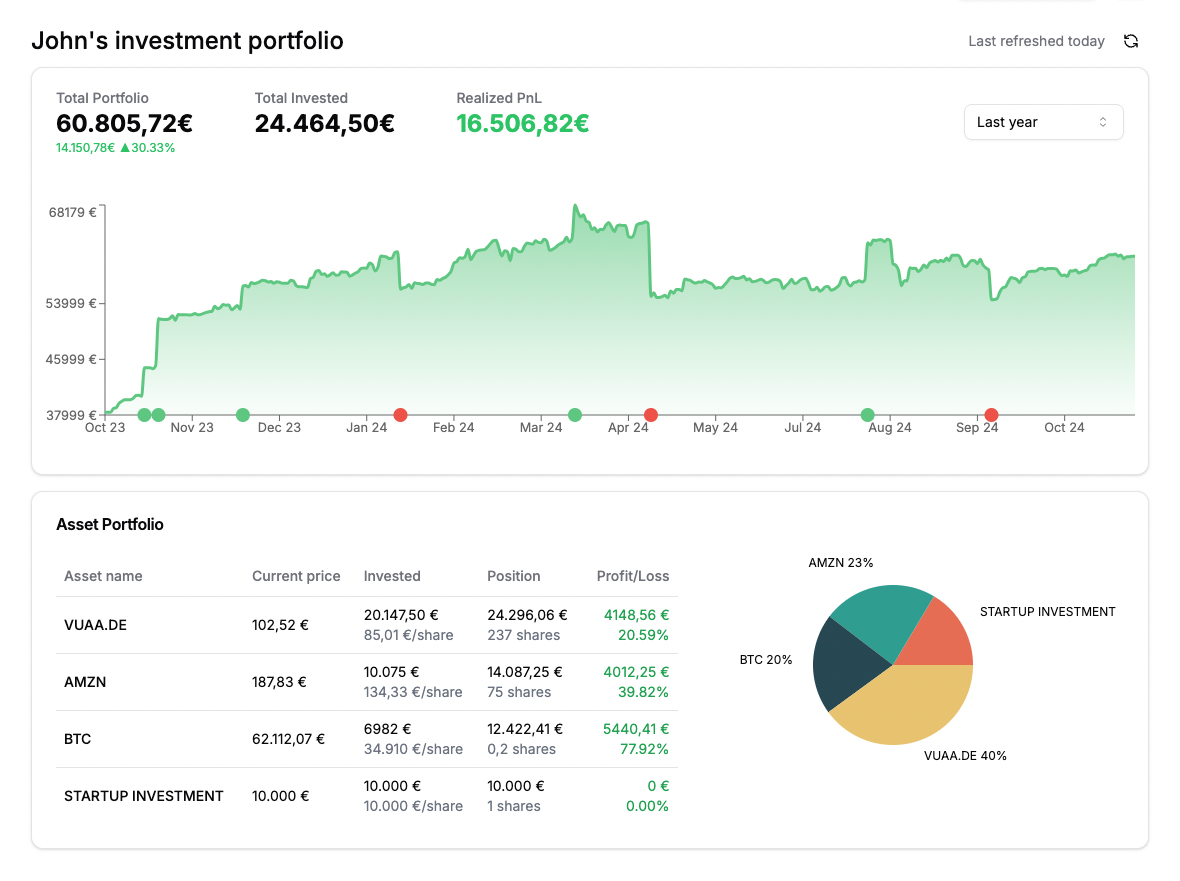 John's investment portfolio
Last refreshed today
Total Portfolio
60.805,72€
14.150,78€ ▲30.33%
Total Invested
24.464,50€
Realized PnL
16.506,82€
Last year
68179 €
53999 €
45999 €
37999 €
Oct 23 Nov 23 Dec 23 Jan 24 Feb 24 Mar 24 Apr 24 May 24 Jul 24 Aug 24 Sep 24 Oct 24
Asset Portfolio
Asset name Current price Invested Position Profit/Loss
VUAA.DE 102,52 € 20.147,50 € 24.296,06 € 4148,56 €
85,01 €/share 237 shares 20.59%
AMZN 187,83 € 10.075 € 14.087,25 € 4012,25 €
134,33 €/share 75 shares 39.82%
BTC 62.112,07 € 6982 € 12.422,41 € 5440,41 €
34.910 €/share 0,2 shares 77.92%
STARTUP INVESTMENT 10.000 € 10.000 € 10.000 € 0 €
10.000 €/share 1 shares 0.00%
AMZN 23%
STARTUP INVESTMENT
BTC 20%
VUAA.DE 40%